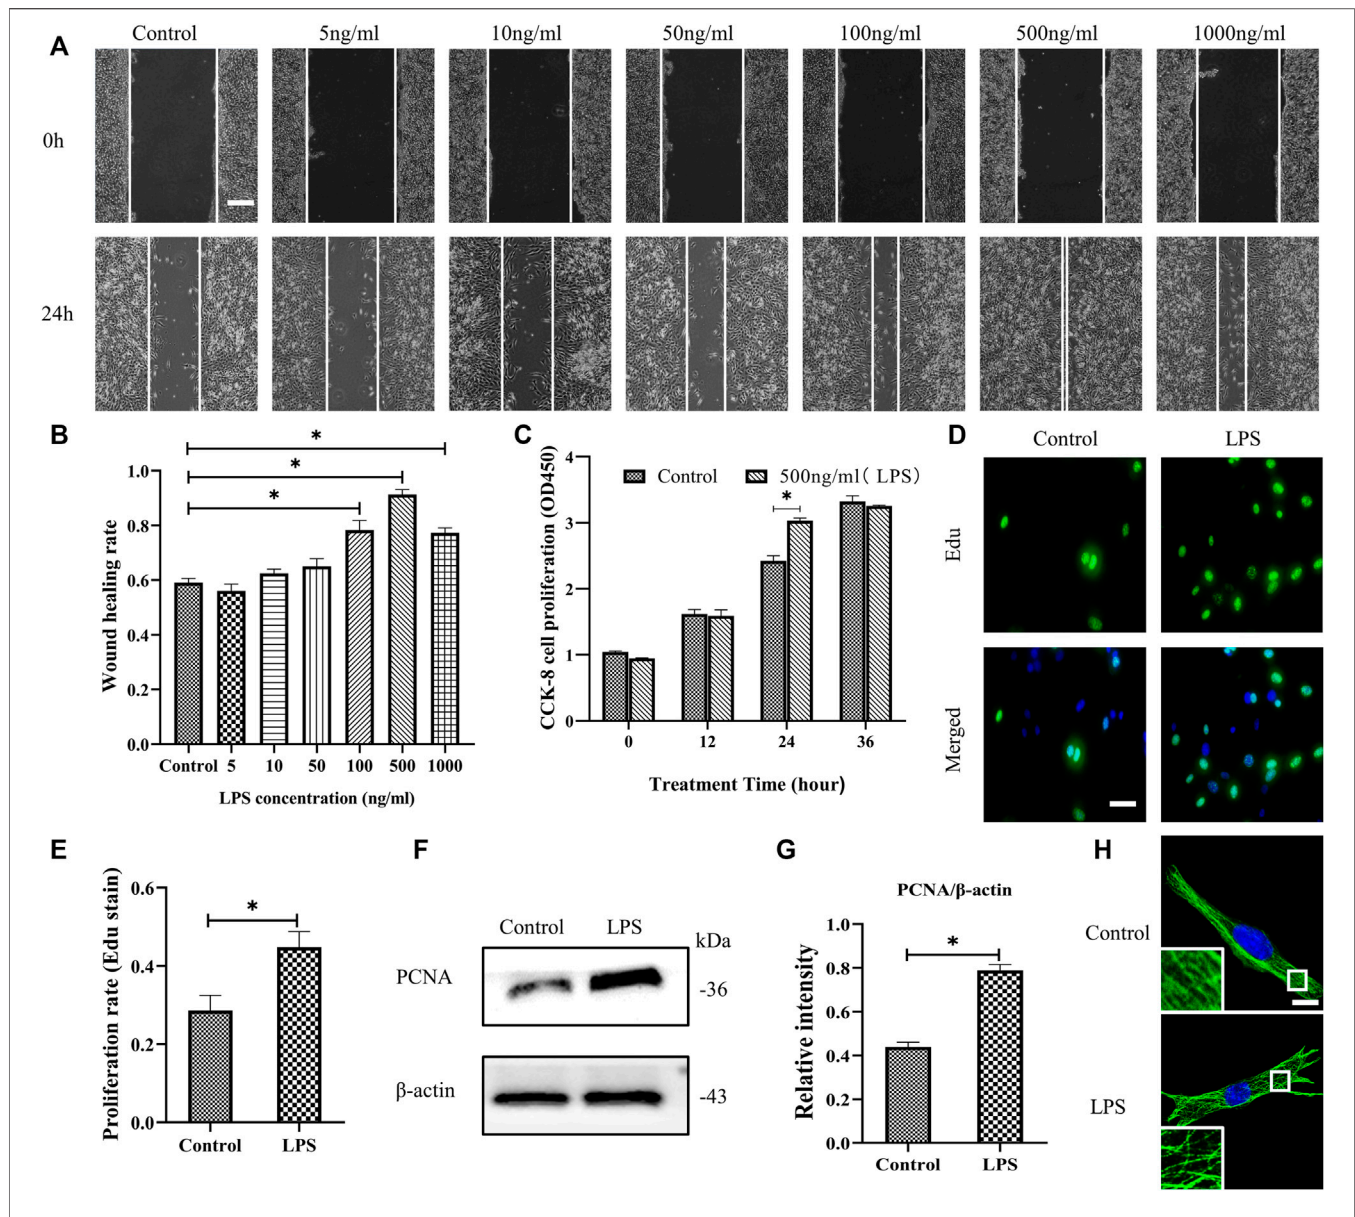 A
Control 5ng/ml 10ng/ml 50ng/ml 100ng/ml 500ng/ml 1000ng/ml
0h
24h
B
*
*
*
Wound healing rate
1.0
0.8
0.6
0.4
0.2
0.0
Control 5 10 50 100 500 1000
LPS concentration (ng/ml)
C
CCK-8 cell proliferation (OD450)
4
3
2
1
0
Control 500ng/ml( LPS)
*
0 12 24 36
Treatment Time (hour)
D
Control LPS
Edu
Merged
E
Proliferation rate (Edu stain)
0.6
0.4
0.2
0.0
*
Control LPS
F
Control LPS
kDa
PCNA
-36
β-actin
-43
G
PCNA/β-actin
Relative intensity
1.0
0.8
0.6
0.4
0.2
0.0
*
Control LPS
H
Control
LPS